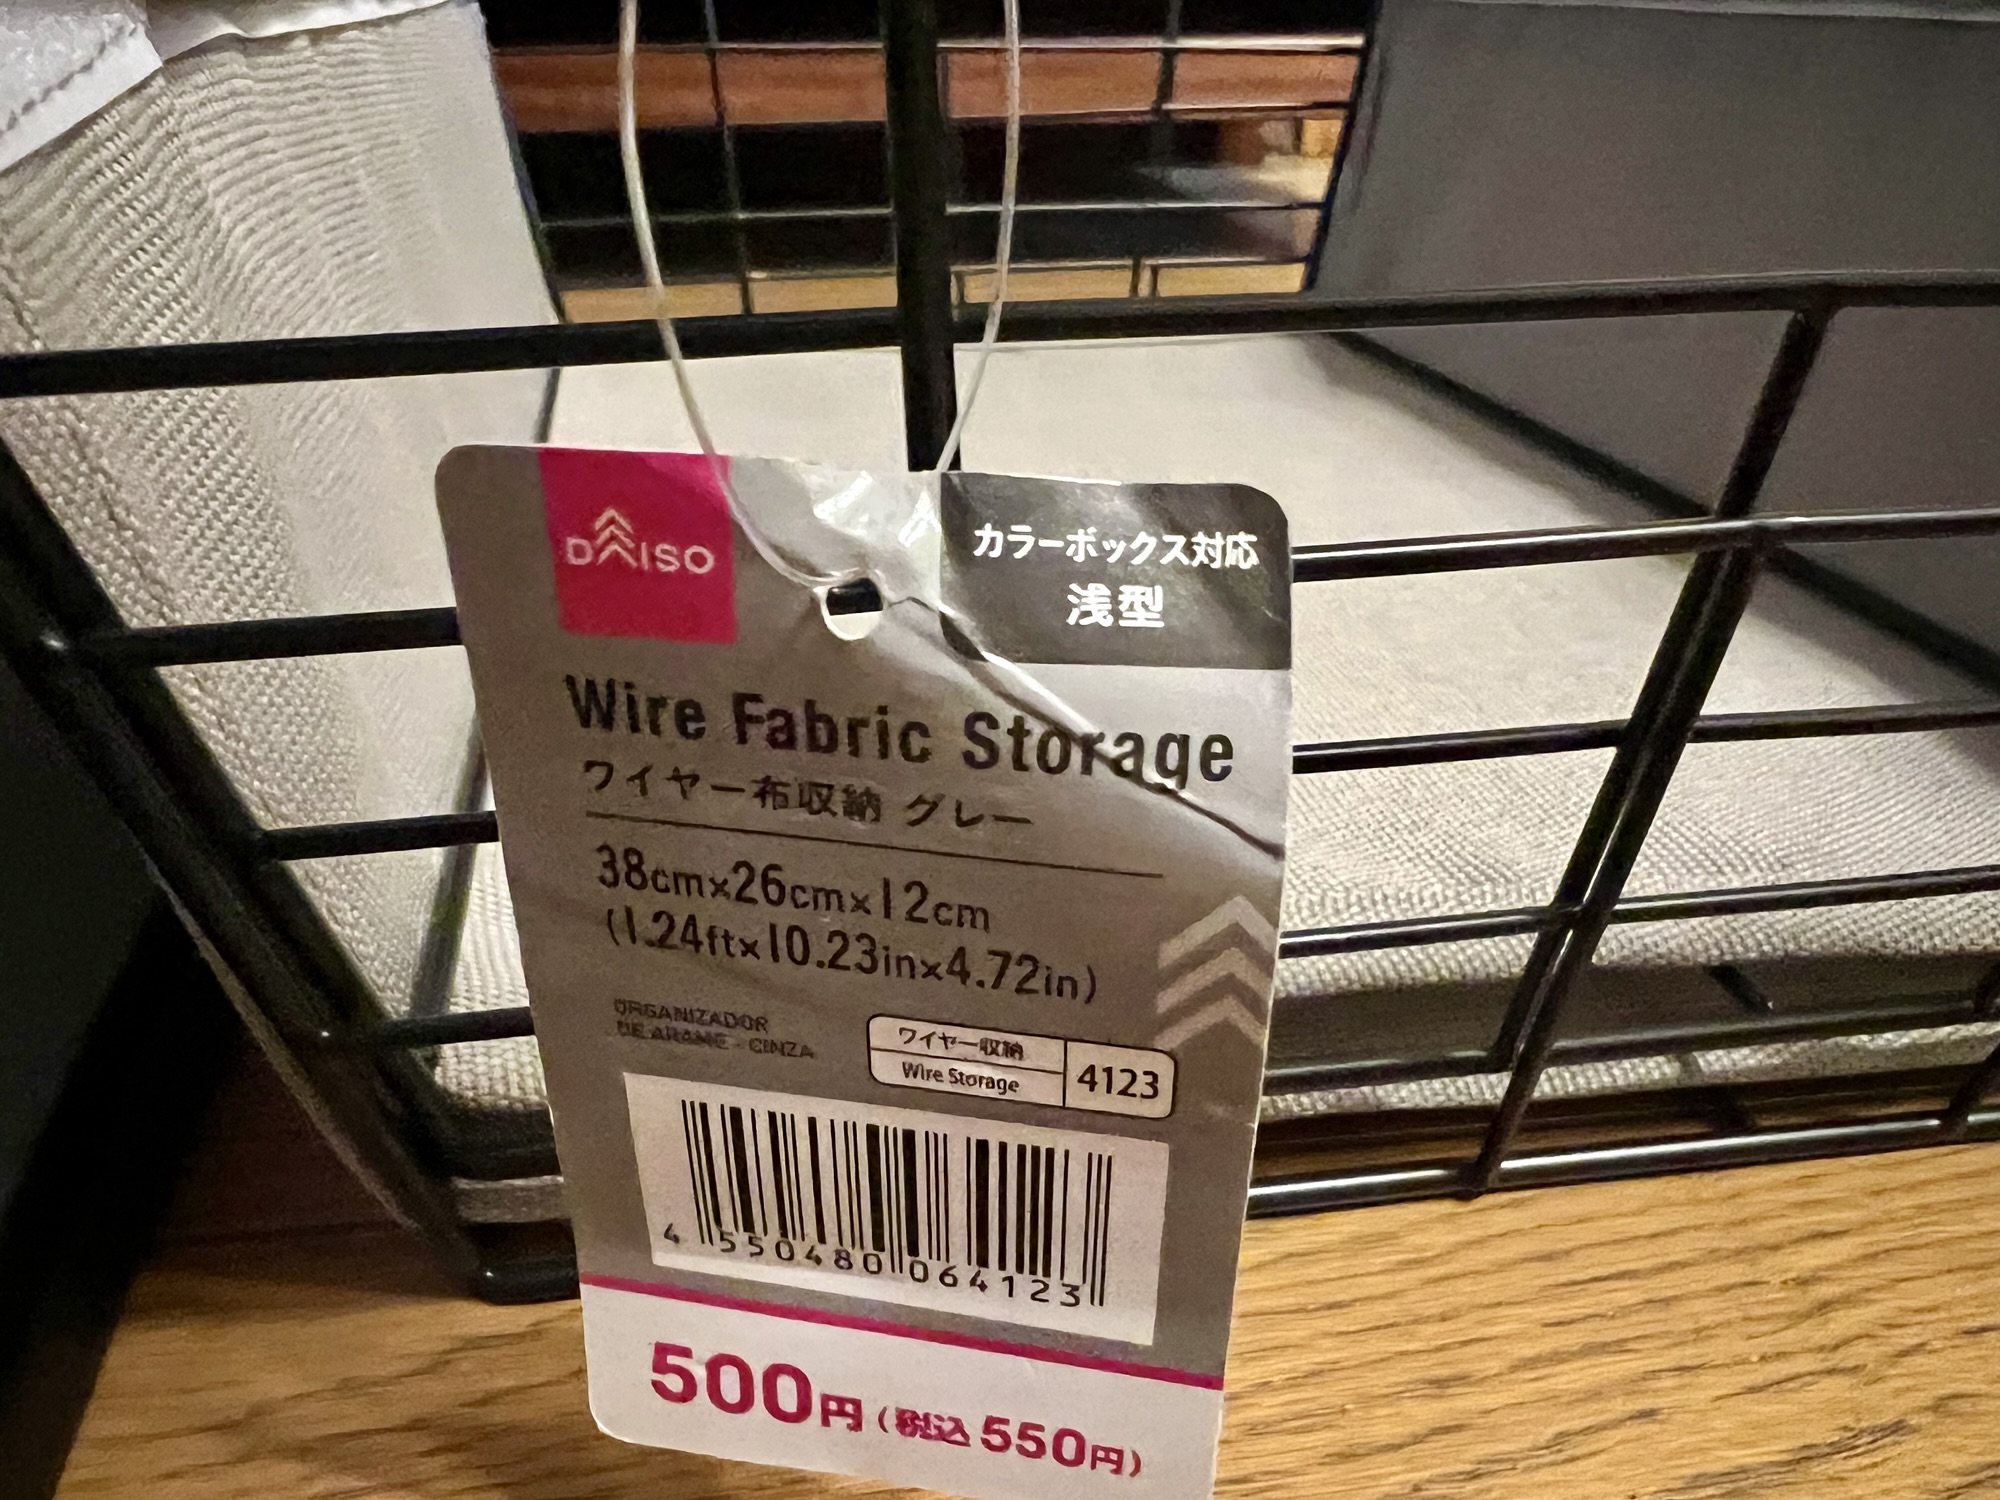 DAISO
カラーボックス対応
浅型
Wire Fabric Storage
ワイヤー布収納 グレー
38cm×26cm×12cm
(1.24ft×10.23in×4.72in)
ORGANIZADOR
DE ARAME - CINZA
ワイヤー収納
Wire Storage
4123
4 550480 064123
500円(税込550円)